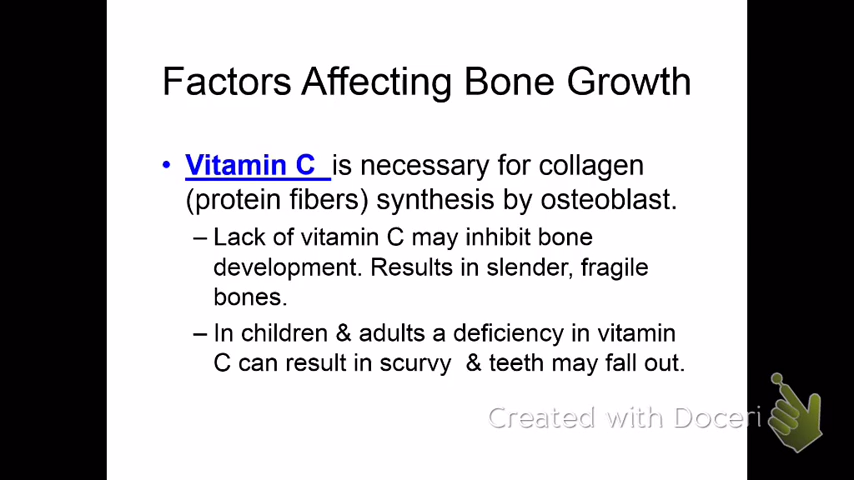 Factors Affecting Bone Growth
• Vitamin C is necessary for collagen
(protein fibers) synthesis by osteoblast.
– Lack of vitamin C may inhibit bone
development. Results in slender, fragile
bones.
– In children & adults a deficiency in vitamin
C can result in scurvy & teeth may fall out.
Created with Doceri